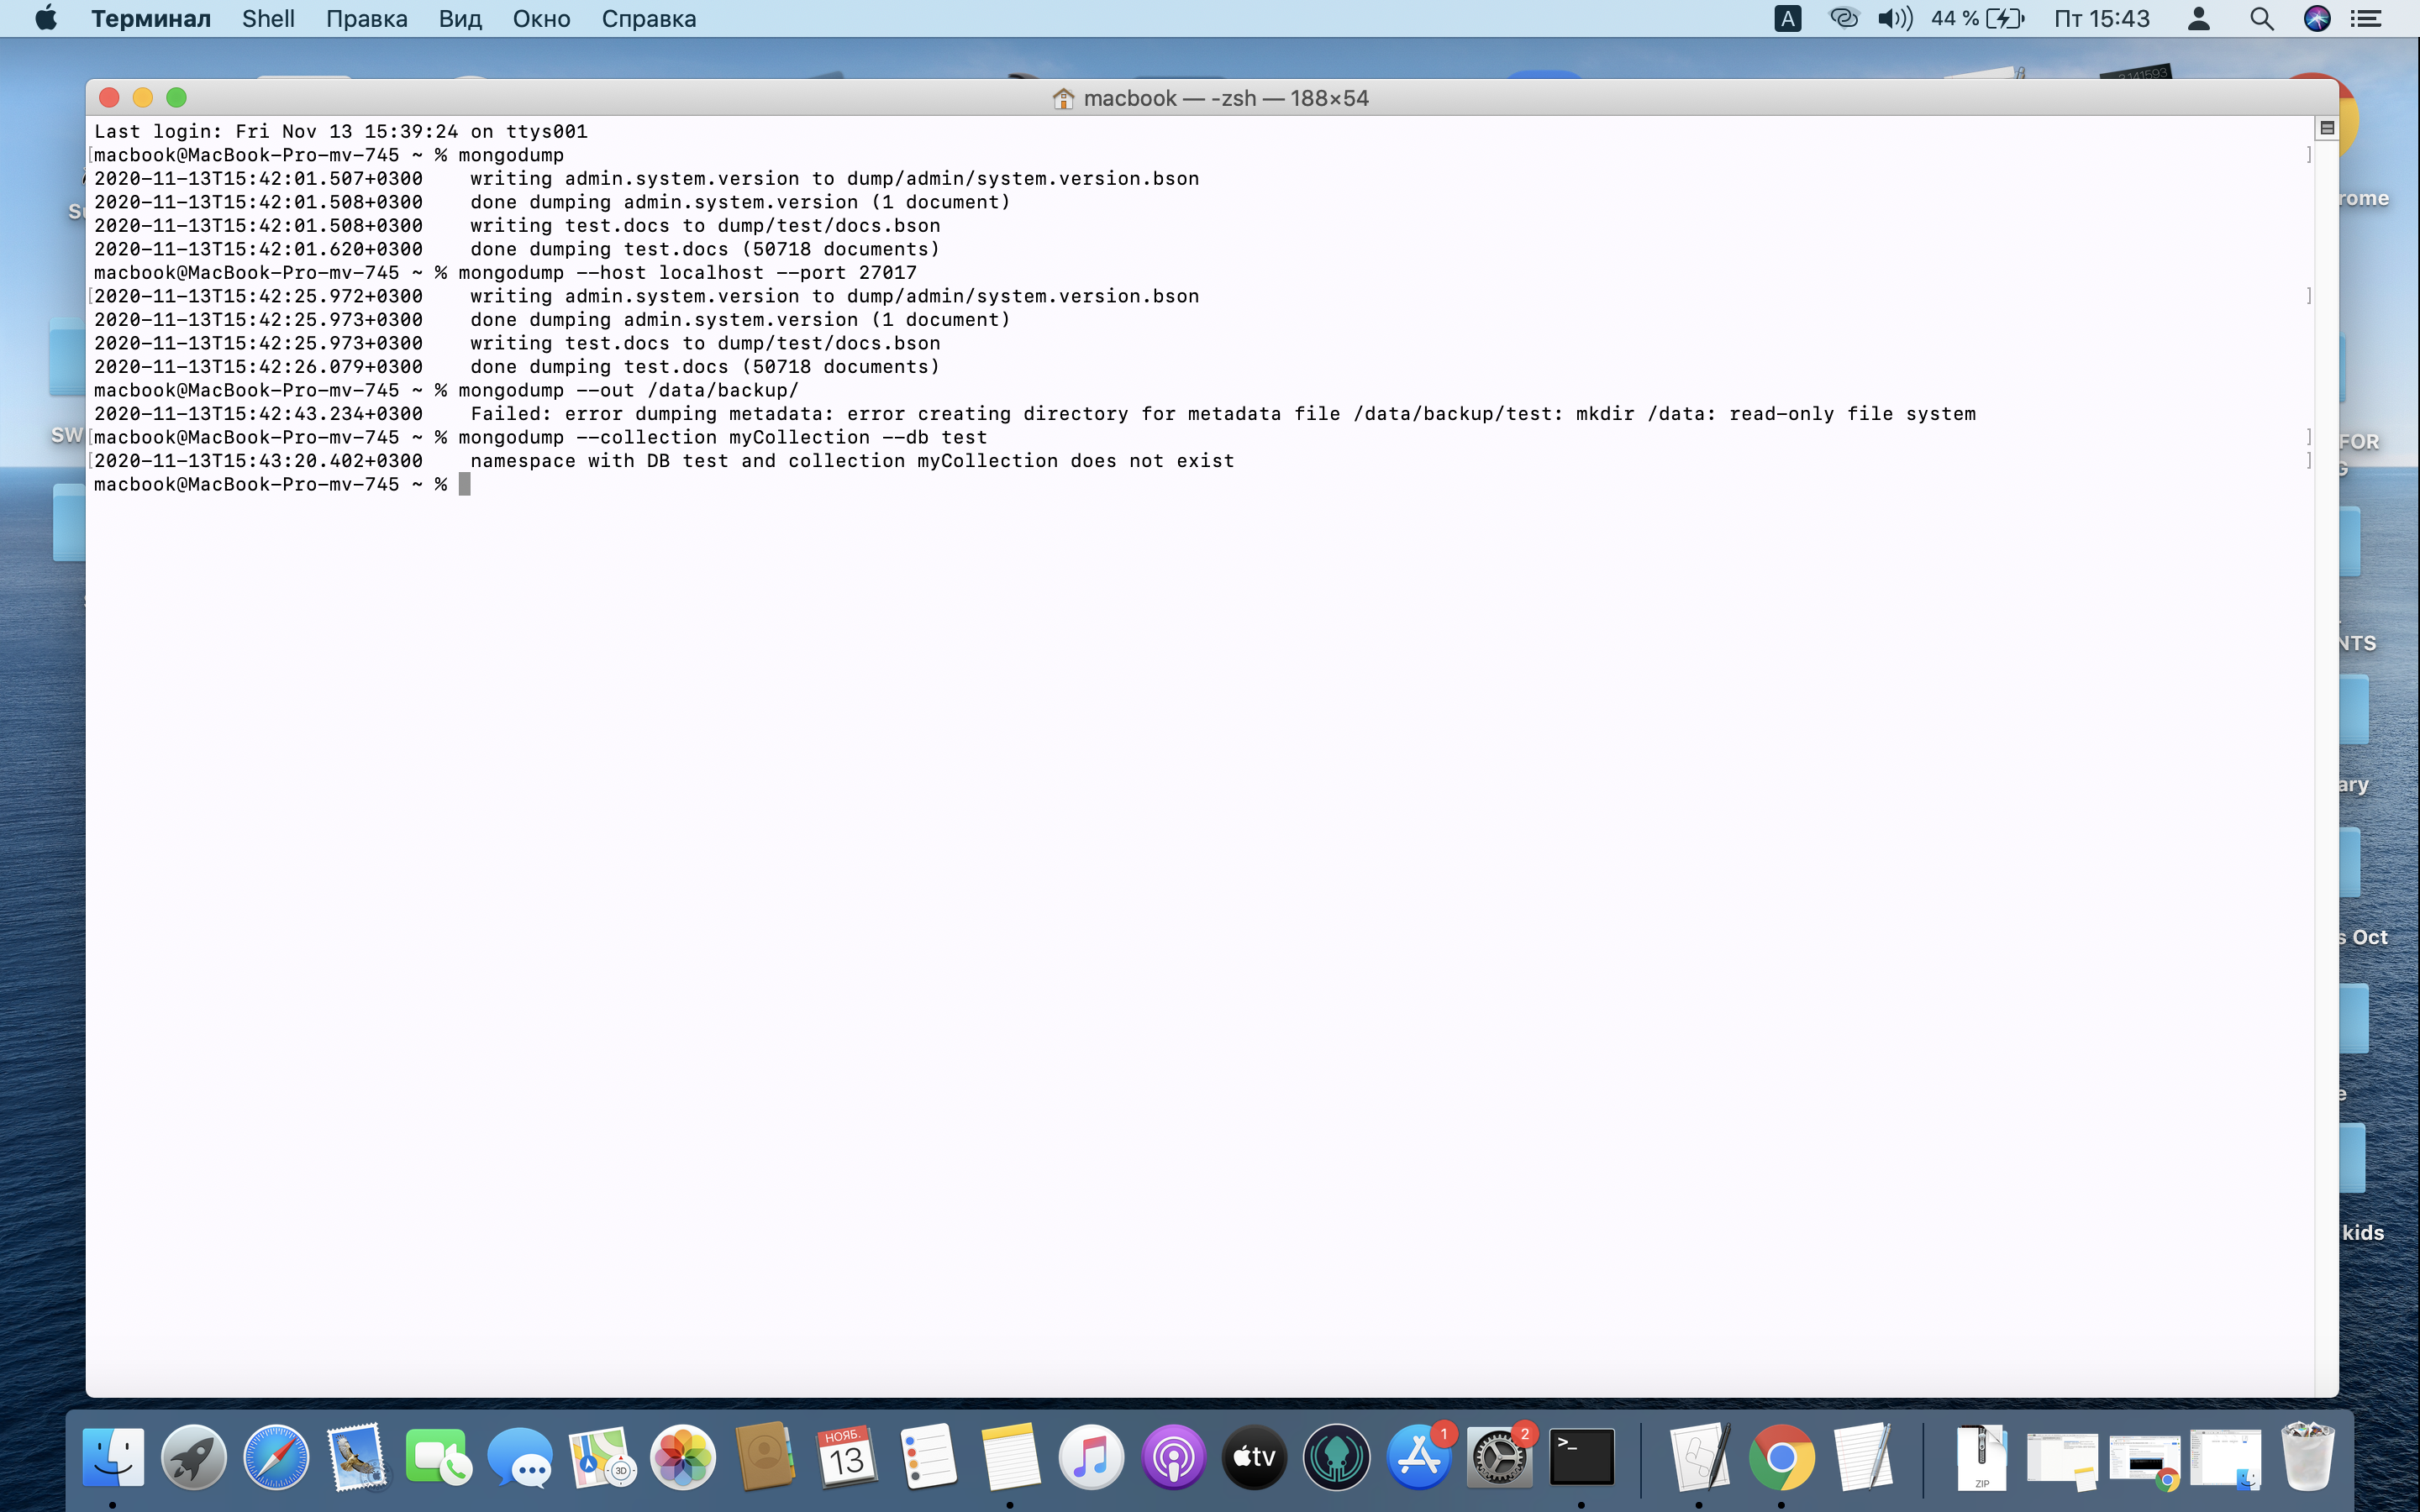 Терминал Shell Правка Вид Окно Справка A 44 % Пт 15:43
macbook — -zsh — 188×54
Last login: Fri Nov 13 15:39:24 on ttys001
[macbook@MacBook-Pro-mv-745 ~ % mongodump ]
2020-11-13T15:42:01.507+0300    writing admin.system.version to dump/admin/system.version.bson
2020-11-13T15:42:01.508+0300    done dumping admin.system.version (1 document)
2020-11-13T15:42:01.508+0300    writing test.docs to dump/test/docs.bson
2020-11-13T15:42:01.620+0300    done dumping test.docs (50718 documents)
macbook@MacBook-Pro-mv-745 ~ % mongodump --host localhost --port 27017
[2020-11-13T15:42:25.972+0300    writing admin.system.version to dump/admin/system.version.bson ]
2020-11-13T15:42:25.973+0300    done dumping admin.system.version (1 document)
2020-11-13T15:42:25.973+0300    writing test.docs to dump/test/docs.bson
2020-11-13T15:42:26.079+0300    done dumping test.docs (50718 documents)
macbook@MacBook-Pro-mv-745 ~ % mongodump --out /data/backup/
2020-11-13T15:42:43.234+0300    Failed: error dumping metadata: error creating directory for metadata file /data/backup/test: mkdir /data: read-only file system
[macbook@MacBook-Pro-mv-745 ~ % mongodump --collection myCollection --db test ]
[2020-11-13T15:43:20.402+0300    namespace with DB test and collection myCollection does not exist ]
macbook@MacBook-Pro-mv-745 ~ %
SW
rome
FOR
G
NTS
ary
s Oct
e
kids
НОЯБ.
13
3D
tv
1
2
>_
ZIP